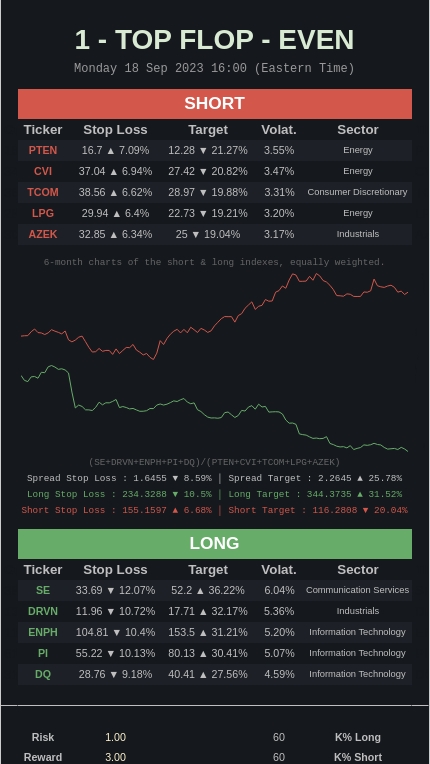 1 - TOP FLOP - EVEN
Monday 18 Sep 2023 16:00 (Eastern Time)
SHORT
Ticker Stop Loss Target Volat. Sector
PTEN 16.7 ▲ 7.09% 12.28 ▼ 21.27% 3.55% Energy
CVI 37.04 ▲ 6.94% 27.42 ▼ 20.82% 3.47% Energy
TCOM 38.56 ▲ 6.62% 28.97 ▼ 19.88% 3.31% Consumer Discretionary
LPG 29.94 ▲ 6.4% 22.73 ▼ 19.21% 3.20% Energy
AZEK 32.85 ▲ 6.34% 25 ▼ 19.04% 3.17% Industrials
6-month charts of the short & long indexes, equally weighted.
(SE+DRVN+ENPH+PI+DQ)/(PTEN+CVI+TCOM+LPG+AZEK)
Spread Stop Loss : 1.6455 ▼ 8.59% | Spread Target : 2.2645 ▲ 25.78%
Long Stop Loss : 234.3288 ▼ 10.5% | Long Target : 344.3735 ▲ 31.52%
Short Stop Loss : 155.1597 ▲ 6.68% | Short Target : 116.2808 ▼ 20.04%
LONG
Ticker Stop Loss Target Volat. Sector
SE 33.69 ▼ 12.07% 52.2 ▲ 36.22% 6.04% Communication Services
DRVN 11.96 ▼ 10.72% 17.71 ▲ 32.17% 5.36% Industrials
ENPH 104.81 ▼ 10.4% 153.5 ▲ 31.21% 5.20% Information Technology
PI 55.22 ▼ 10.13% 80.13 ▲ 30.41% 5.07% Information Technology
DQ 28.76 ▼ 9.18% 40.41 ▲ 27.56% 4.59% Information Technology
Risk 1.00 60 K% Long
Reward 3.00 60 K% Short